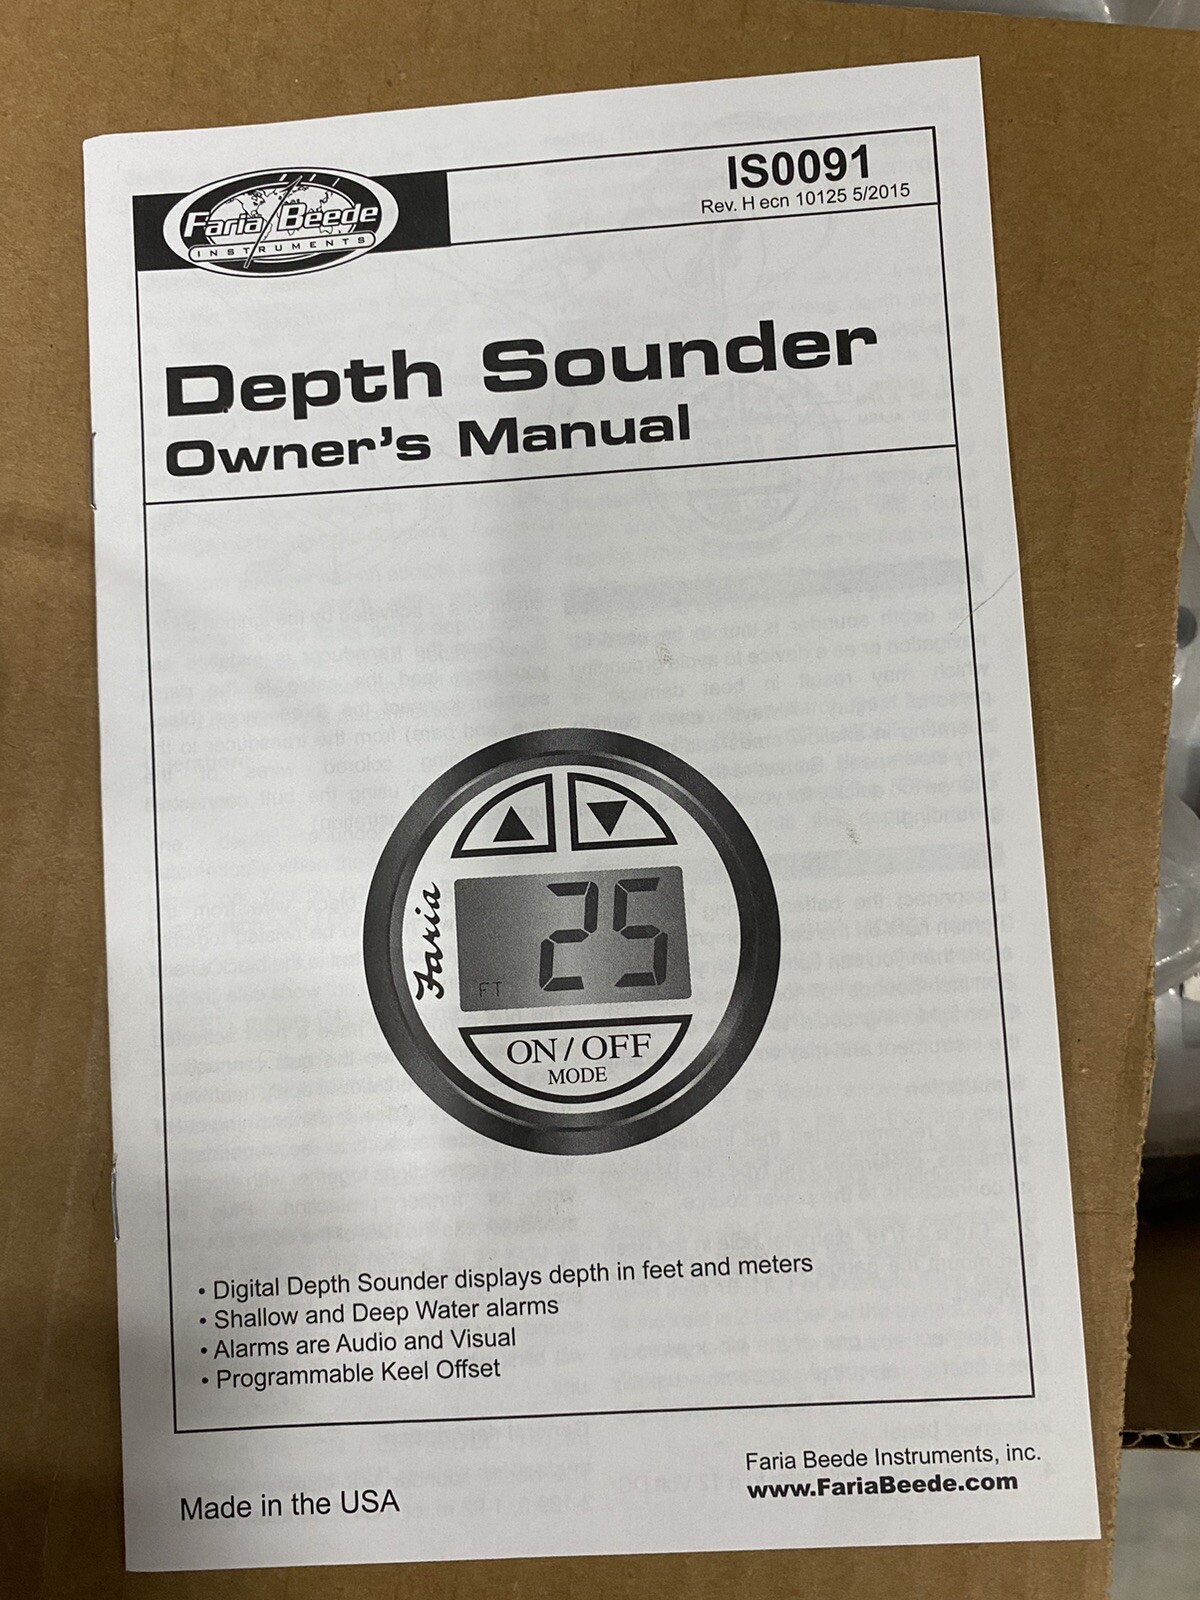 Faria Beede
INSTRUMENTS
IS0091
Rev. H ecn 10125 5/2015
Depth Sounder
Owner's Manual
▲ ▼
Faria
25
FT
ON / OFF
MODE
• Digital Depth Sounder displays depth in feet and meters
• Shallow and Deep Water alarms
• Alarms are Audio and Visual
• Programmable Keel Offset
Made in the USA
Faria Beede Instruments, inc.
www.FariaBeede.com